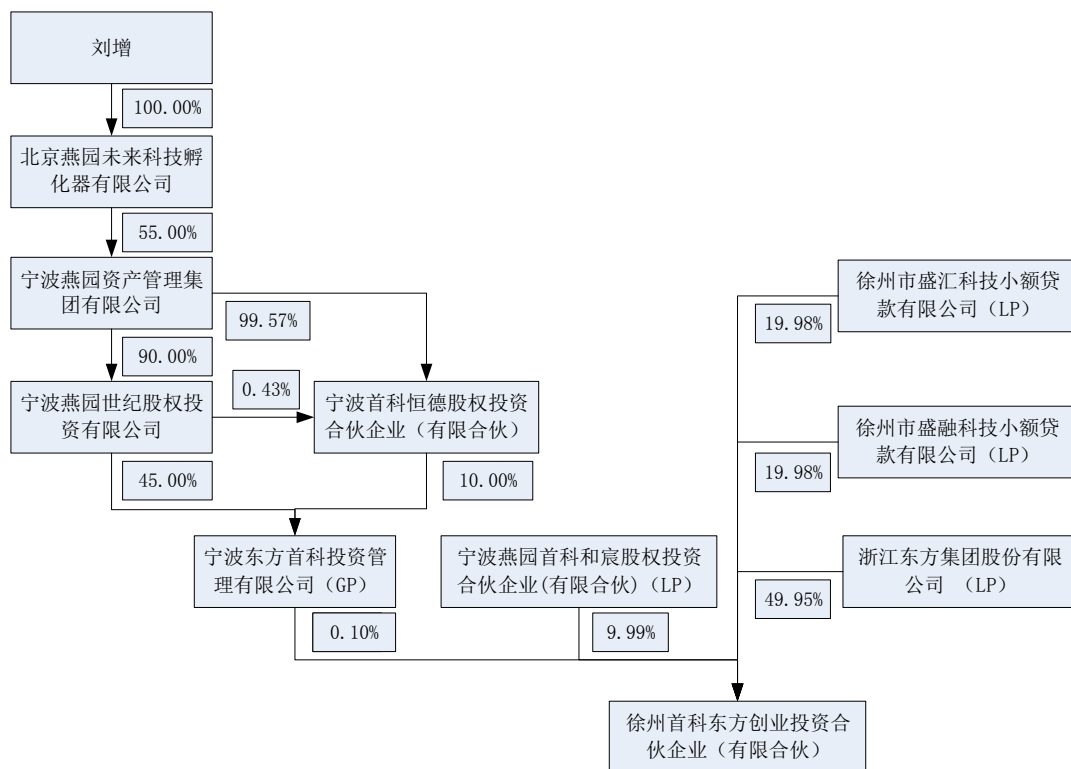 刘增
100.00%
北京燕园未来科技孵
化器有限公司
55.00%
宁波燕园资产管理集
团有限公司
99.57%
90.00%
0.43%
宁波燕园世纪股权投
资有限公司
宁波首科恒德股权投资
合伙企业（有限合伙）
45.00%
10.00%
徐州市盛汇科技小额贷
款有限公司（LP）
19.98%
徐州市盛融科技小额贷
款有限公司（LP）
19.98%
宁波东方首科投资管
理有限公司（GP）
宁波燕园首科和宸股权投资
合伙企业(有限合伙)（LP）
浙江东方集团股份有限
公司 （LP）
49.95%
0.10%
9.99%
徐州首科东方创业投资合
伙企业（有限合伙）